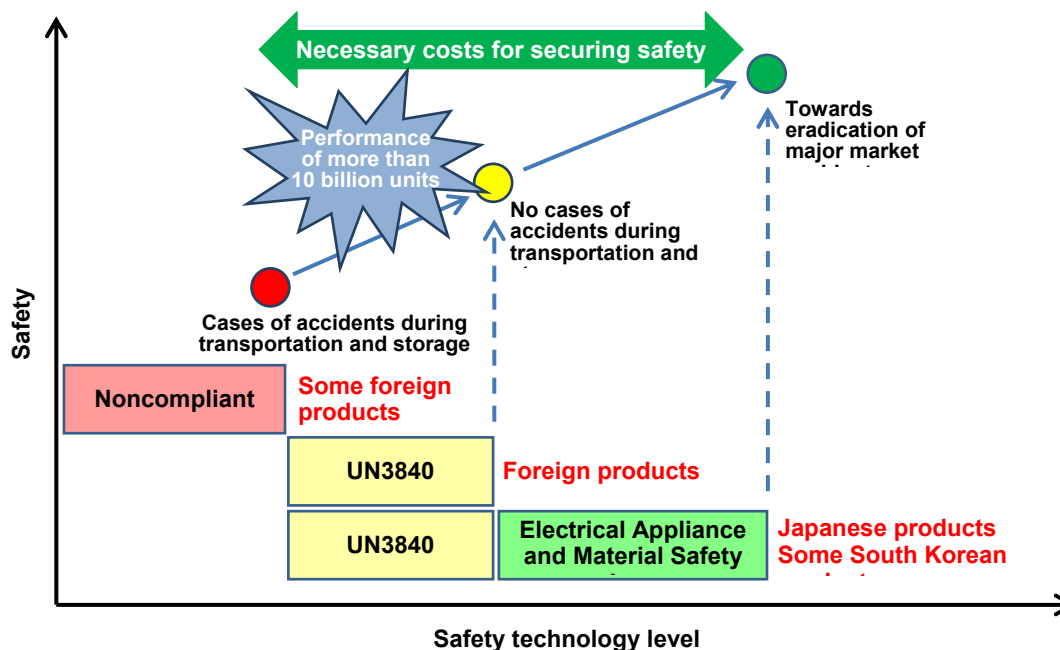 Necessary costs for securing safety
Performance
of more than
10 billion units
Towards
eradication of
major market
No cases of
accidents during
transportation and
Cases of accidents during
transportation and storage
Safety
Noncompliant
Some foreign
products
UN3840
Foreign products
UN3840
Electrical Appliance
and Material Safety
Japanese products
Some South Korean
Safety technology level